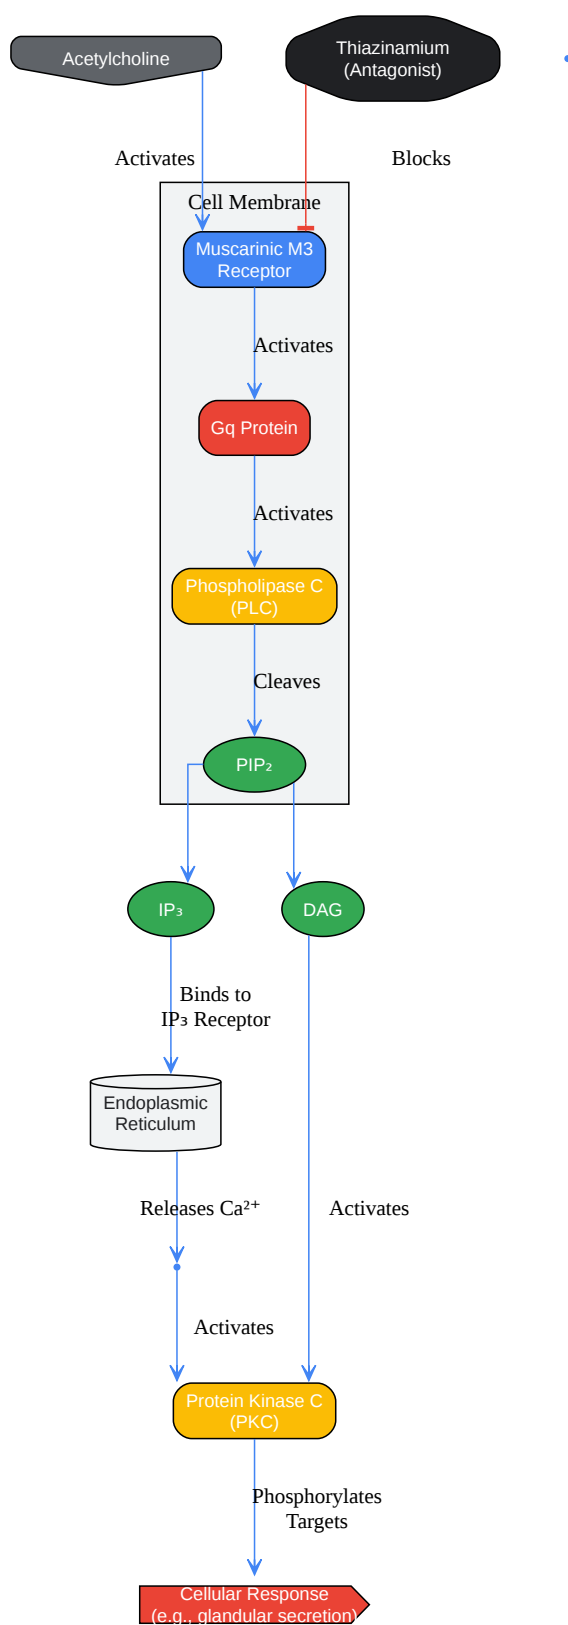 Acetylcholine
Thiazinamium
(Antagonist)
Activates
Blocks
Cell Membrane
Muscarinic M3
Receptor
Activates
Gq Protein
Activates
Phospholipase C
(PLC)
Cleaves
PIP₂
IP₃
DAG
Binds to
IP₃ Receptor
Endoplasmic
Reticulum
Releases Ca²⁺
Activates
Activates
Protein Kinase C
(PKC)
Phosphorylates
Targets
Cellular Response
(e.g., glandular secretion)